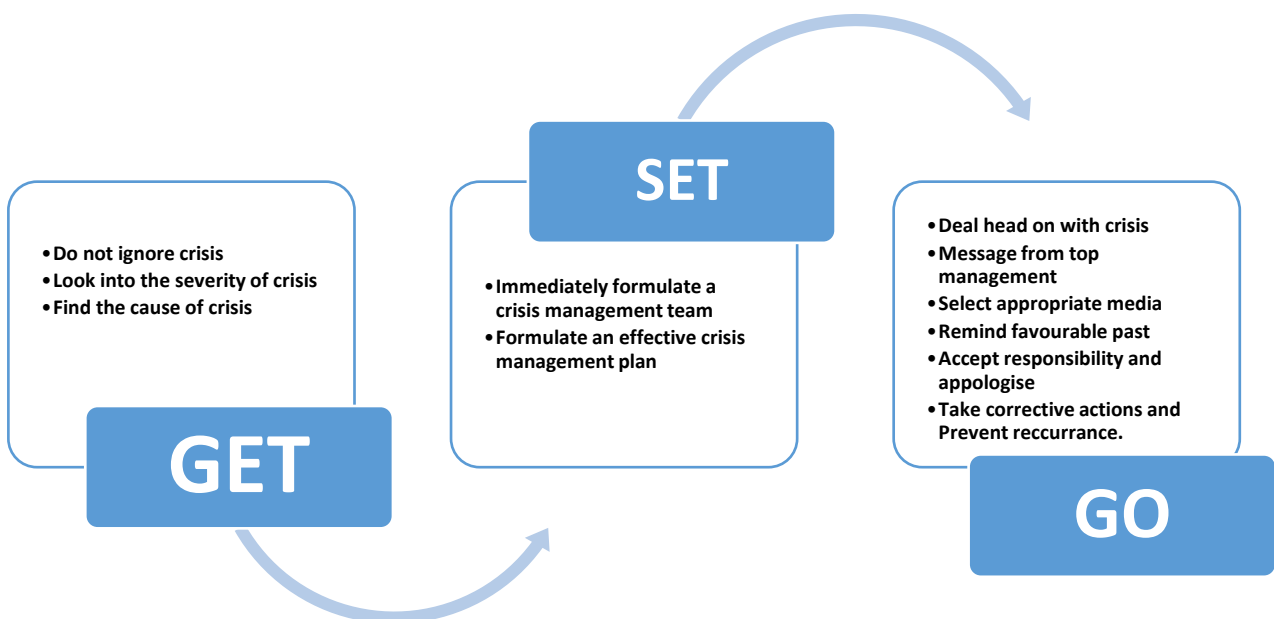 •Do not ignore crisis
•Look into the severity of crisis
•Find the cause of crisis
GET
SET
•Immediately formulate a
crisis management team
•Formulate an effective crisis
management plan
•Deal head on with crisis
•Message from top
management
•Select appropriate media
•Remind favourable past
•Accept responsibility and
appologise
•Take corrective actions and
Prevent reccurrance.
GO